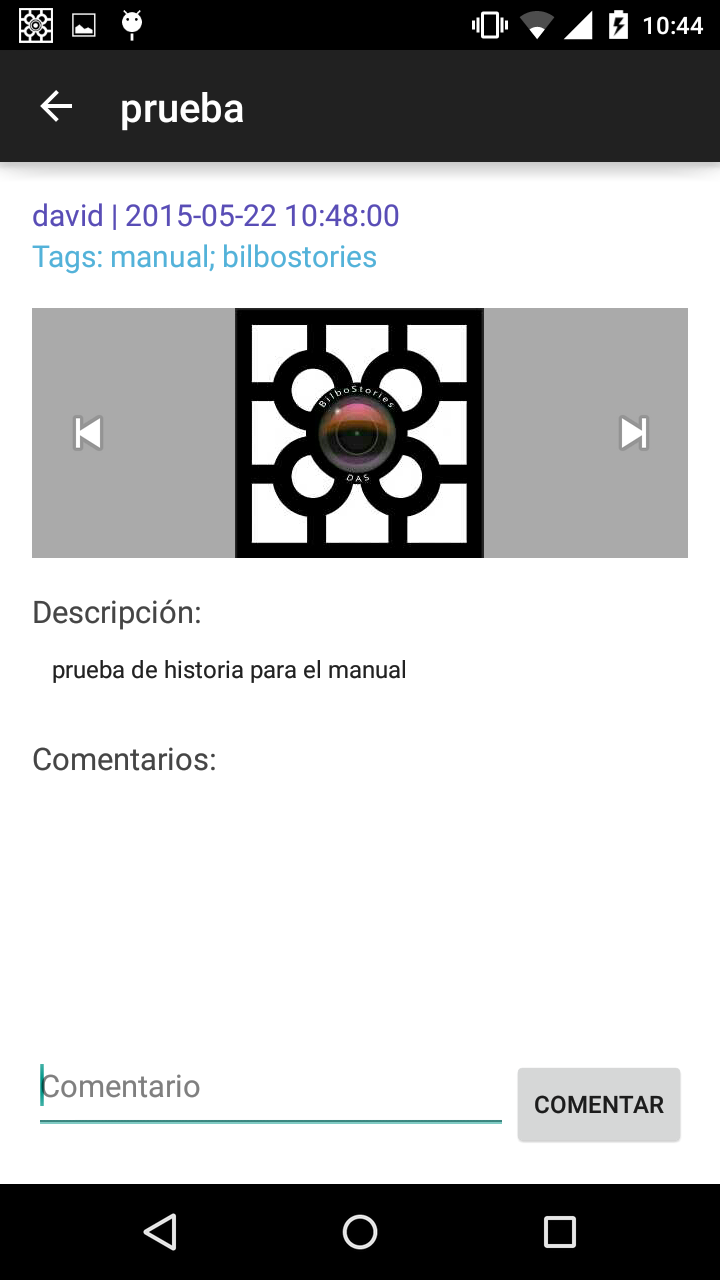 10:44
prueba
david | 2015-05-22 10:48:00
Tags: manual; bilbostories
BilboStories
DAS
Descripción:
prueba de historia para el manual
Comentarios:
Comentario
COMENTAR